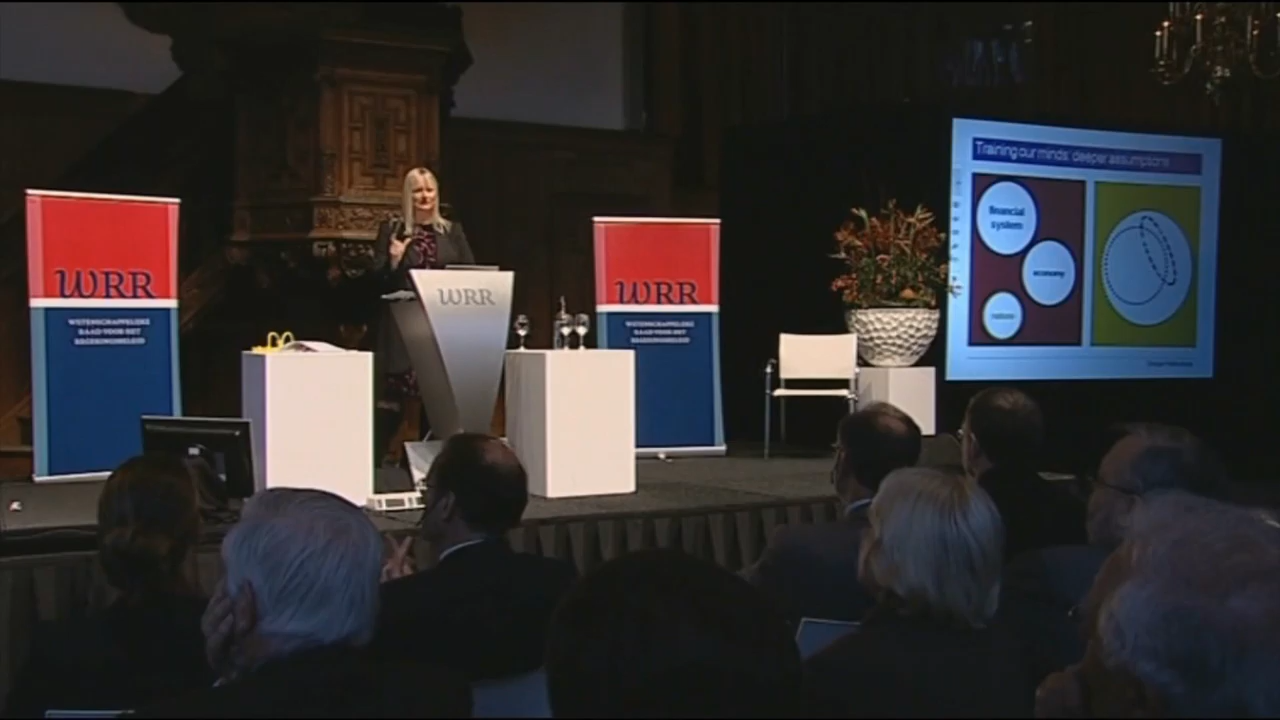 WRR
WETENSCHAPPELIJKE
RAAD VOOR HET
REGERINGSBELEID
WRR
WRR
WETENSCHAPPELIJKE
RAAD VOOR HET
REGERINGSBELEID
Training our minds: deeper assumptions
financial
system
economy
nature